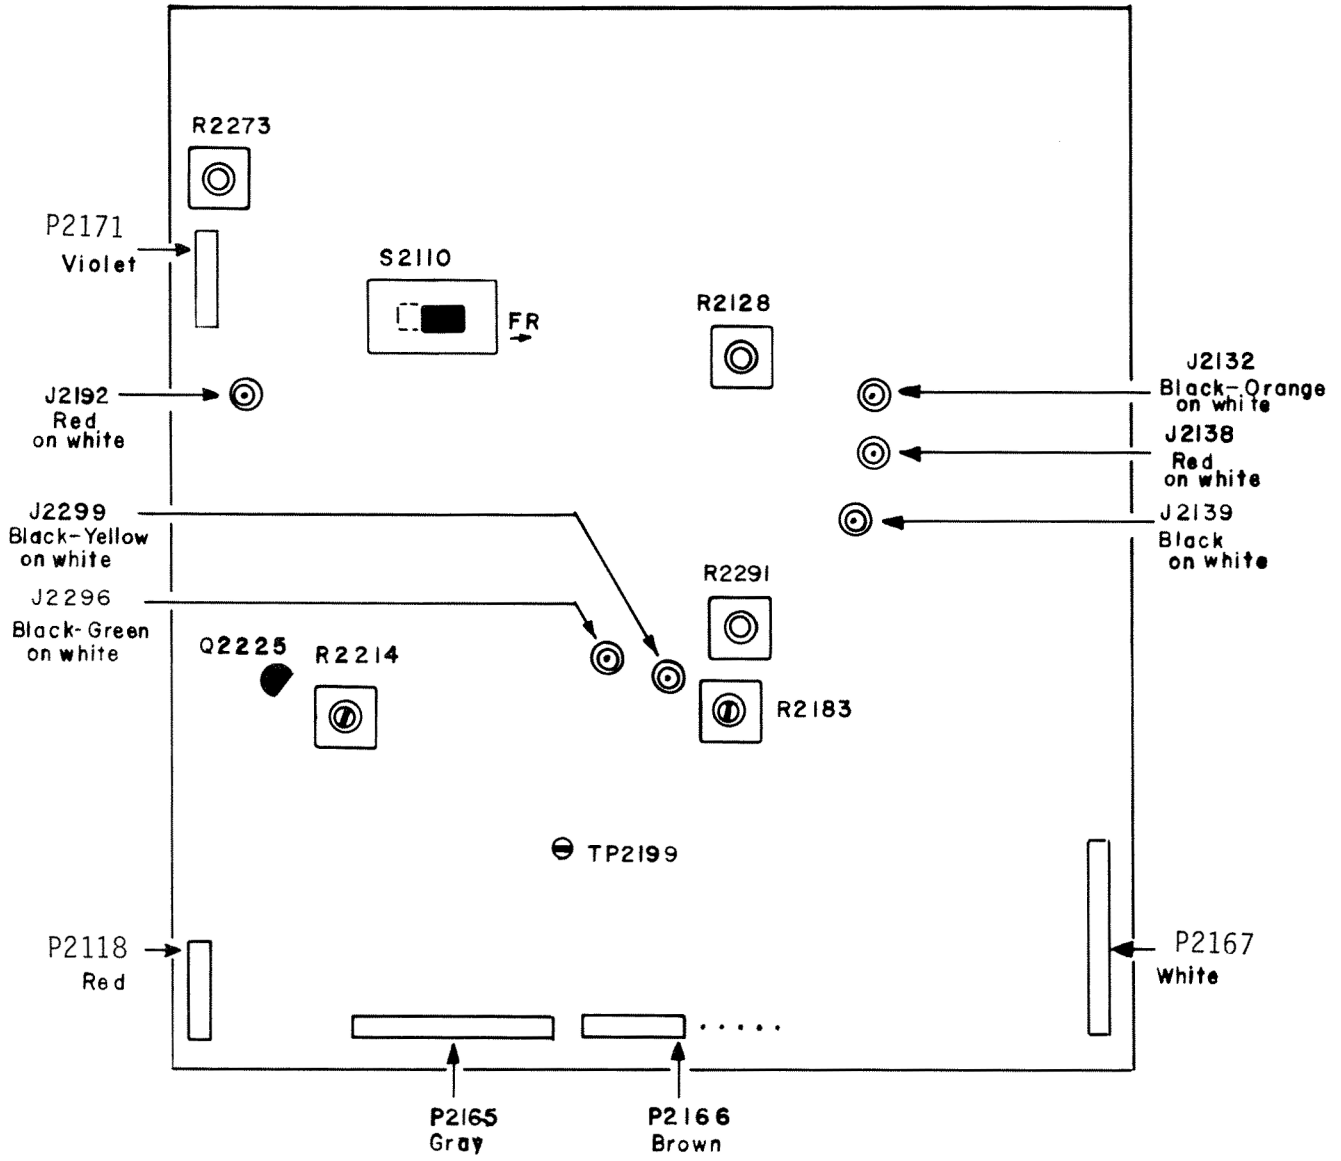 R2273
P2171
Violet
S2110
FR
R2128
J2192
Red
on white
J2132
Black-Orange
on white
J2138
Red
on white
J2299
Black-Yellow
on white
J2139
Black
on white
J2296
Black-Green
on white
R2291
Q2225
R2214
R2183
TP2199
P2118
Red
P2167
White
P2165
Gray
P2166
Brown